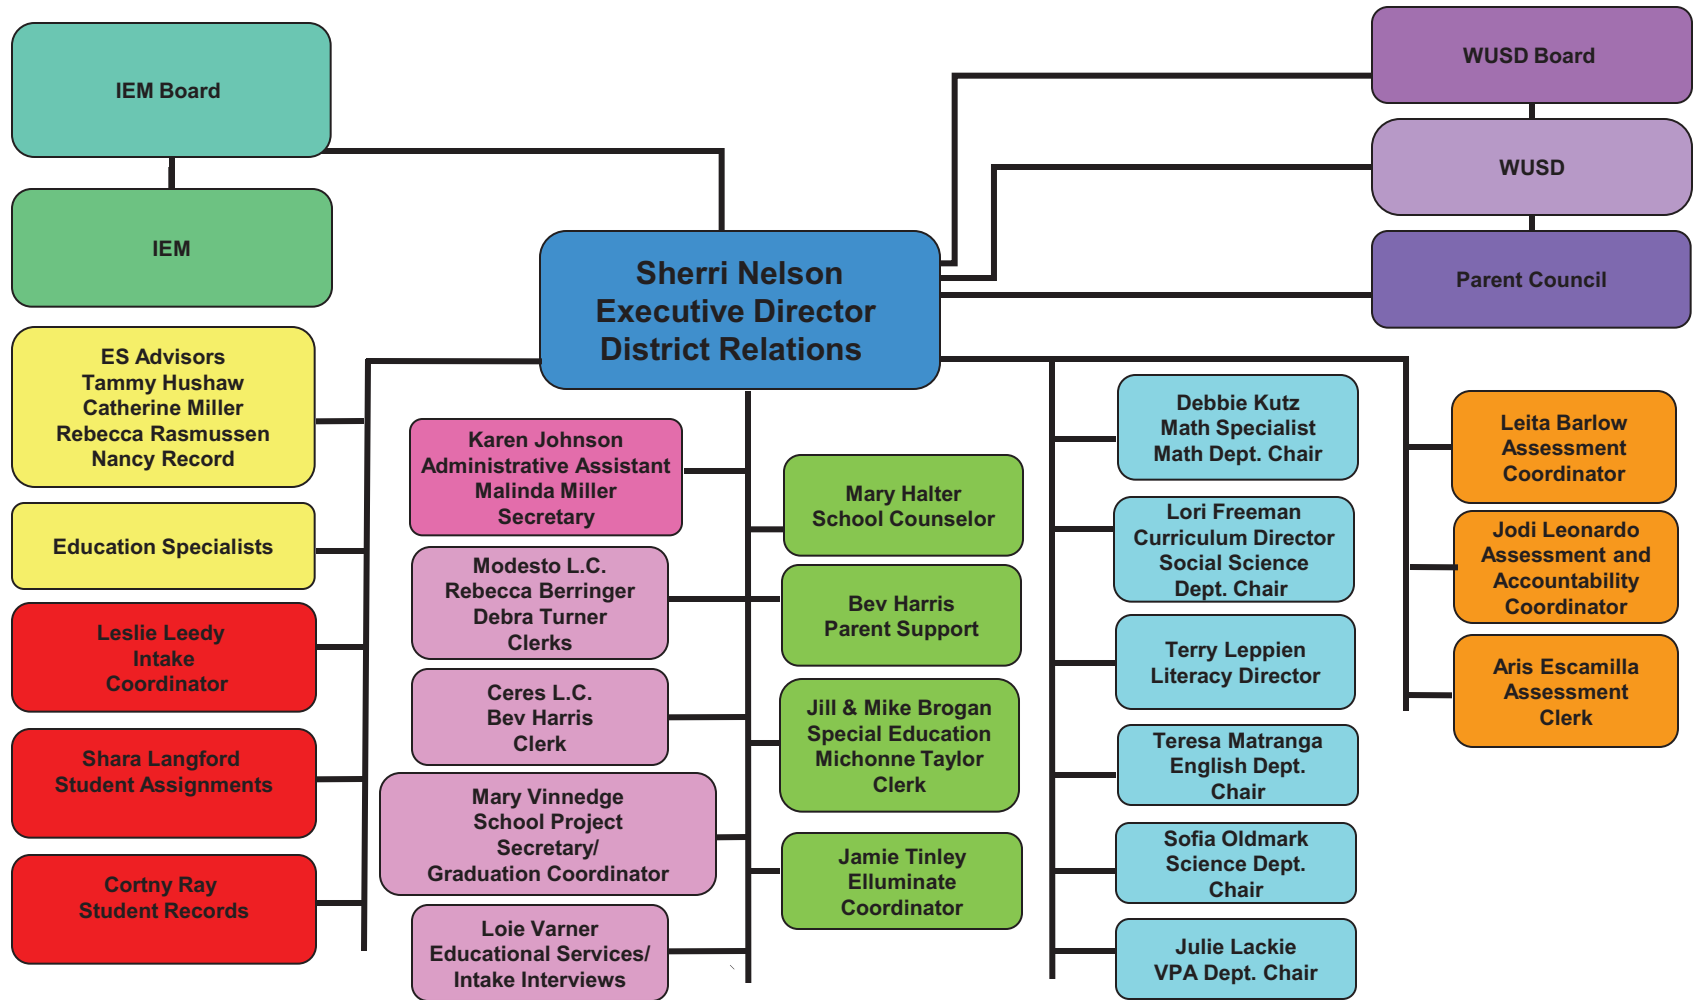 IEM Board
IEM
WUSD Board
WUSD
Parent Council
Sherri Nelson
Executive Director
District Relations
ES Advisors
Tammy Hushaw
Catherine Miller
Rebecca Rasmussen
Nancy Record
Education Specialists
Leslie Leedy
Intake
Coordinator
Shara Langford
Student Assignments
Cortny Ray
Student Records
Karen Johnson
Administrative Assistant
Malinda Miller
Secretary
Modesto L.C.
Rebecca Berringer
Debra Turner
Clerks
Ceres L.C.
Bev Harris
Clerk
Mary Vinnedge
School Project
Secretary/
Graduation Coordinator
Loie Varner
Educational Services/
Intake Interviews
Mary Halter
School Counselor
Bev Harris
Parent Support
Jill & Mike Brogan
Special Education
Michonne Taylor
Clerk
Jamie Tinley
Elluminate
Coordinator
Debbie Kutz
Math Specialist
Math Dept. Chair
Lori Freeman
Curriculum Director
Social Science
Dept. Chair
Terry Leppien
Literacy Director
Teresa Matranga
English Dept.
Chair
Sofia Oldmark
Science Dept.
Chair
Julie Lackie
VPA Dept. Chair
Leita Barlow
Assessment
Coordinator
Jodi Leonardo
Assessment and
Accountability
Coordinator
Aris Escamilla
Assessment
Clerk